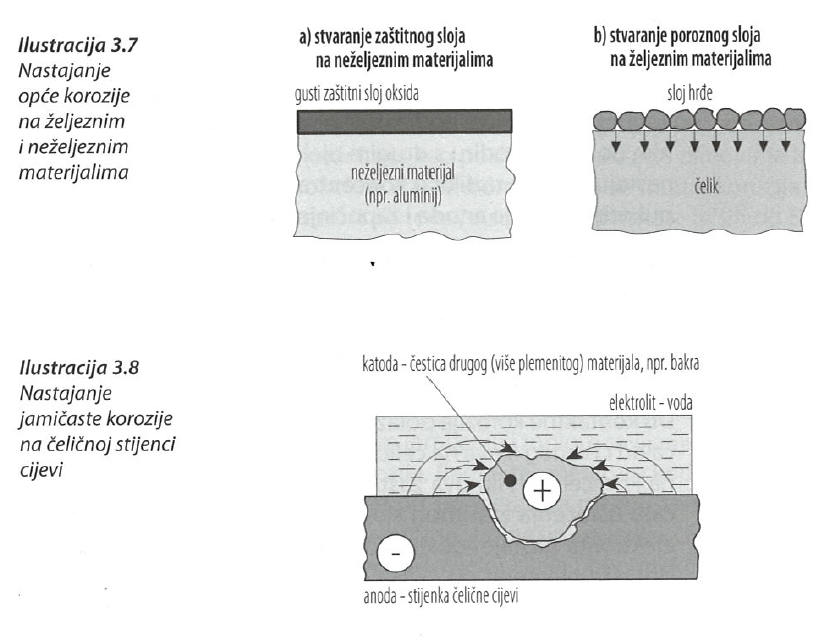 Ilustracija 3.7
Nastajanje
opće korozije
na željeznim
i neželjeznim
materijalima
a) stvaranje zaštitnog sloja
na neželjeznim materijalima
gusti zaštitni sloj oksida
neželjezni materijal
(npr. aluminij)
b) stvaranje poroznog sloja
na željeznim materijalima
sloj hrđe
čelik
Ilustracija 3.8
Nastajanje
jamičaste korozije
na čeličnoj stijenci
cijevi
katoda - čestica drugog (više plemenitog) materijala, npr. bakra
elektrolit - voda
+
-
anoda - stijenka čelične cijevi